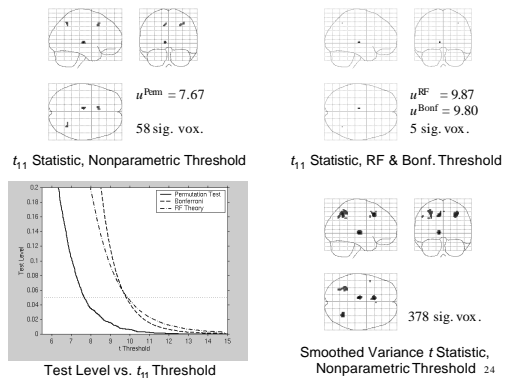 u^Perm = 7.67
58 sig. vox.
t₁₁ Statistic, Nonparametric Threshold
u^RF = 9.87
u^Bonf = 9.80
5 sig. vox.
t₁₁ Statistic, RF & Bonf. Threshold
Permutation Test
Bonferroni
RF Theory
0.2
0.18
0.16
0.14
0.12
0.1
0.08
0.06
0.04
0.02
0
Test Level
6 7 8 9 10 11 12 13 14 15
t Threshold
Test Level vs. t₁₁ Threshold
378 sig. vox.
Smoothed Variance t Statistic,
Nonparametric Threshold 24